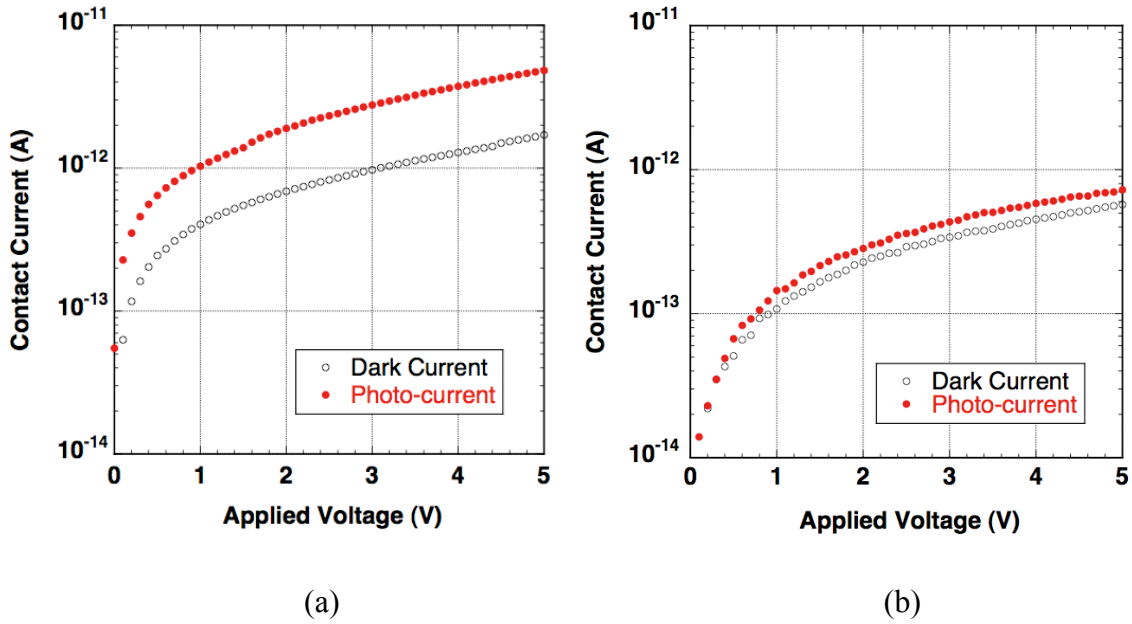 10^-11
10^-12
10^-13
10^-14
Contact Current (A)
Dark Current
Photo-current
0 1 2 3 4 5
Applied Voltage (V)
(a)
10^-11
10^-12
10^-13
10^-14
Contact Current (A)
Dark Current
Photo-current
0 1 2 3 4 5
Applied Voltage (V)
(b)